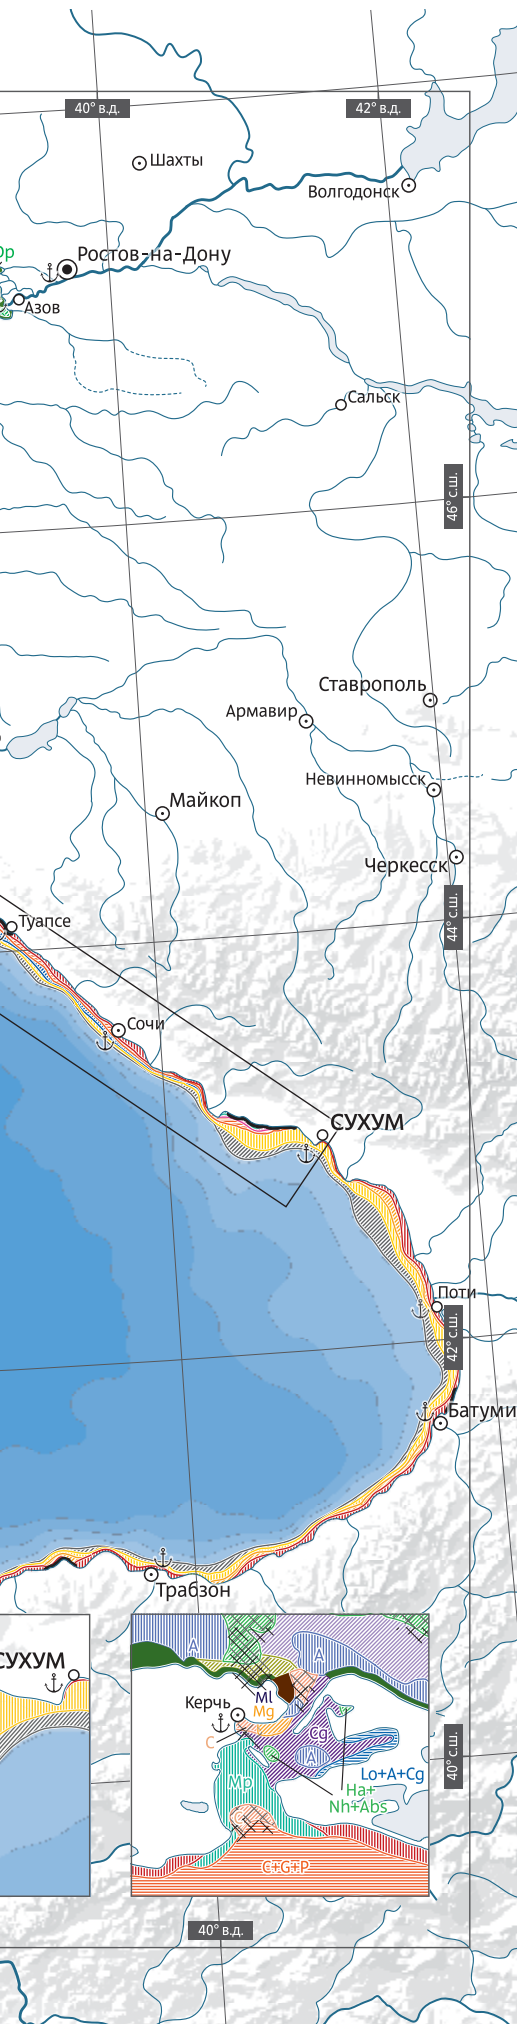 40° в.д.
42° в.д.
Шахты
Волгодонск
Ор
Ростов-на-Дону
Азов
Сальск
46° с.ш.
Ставрополь
Армавир
Невинномысск
Майкоп
Черкесск
44° с.ш.
Туапсе
Сочи
СУХУМ
Поти
42° с.ш.
Батуми
Трабзон
СУХУМ
A
A
Ml
Керчь
Mg
C
Cg
A
Lo+A+Cg
Mp
Ha+
Nh+Abs
C+G+P
40° с.ш.
40° в.д.